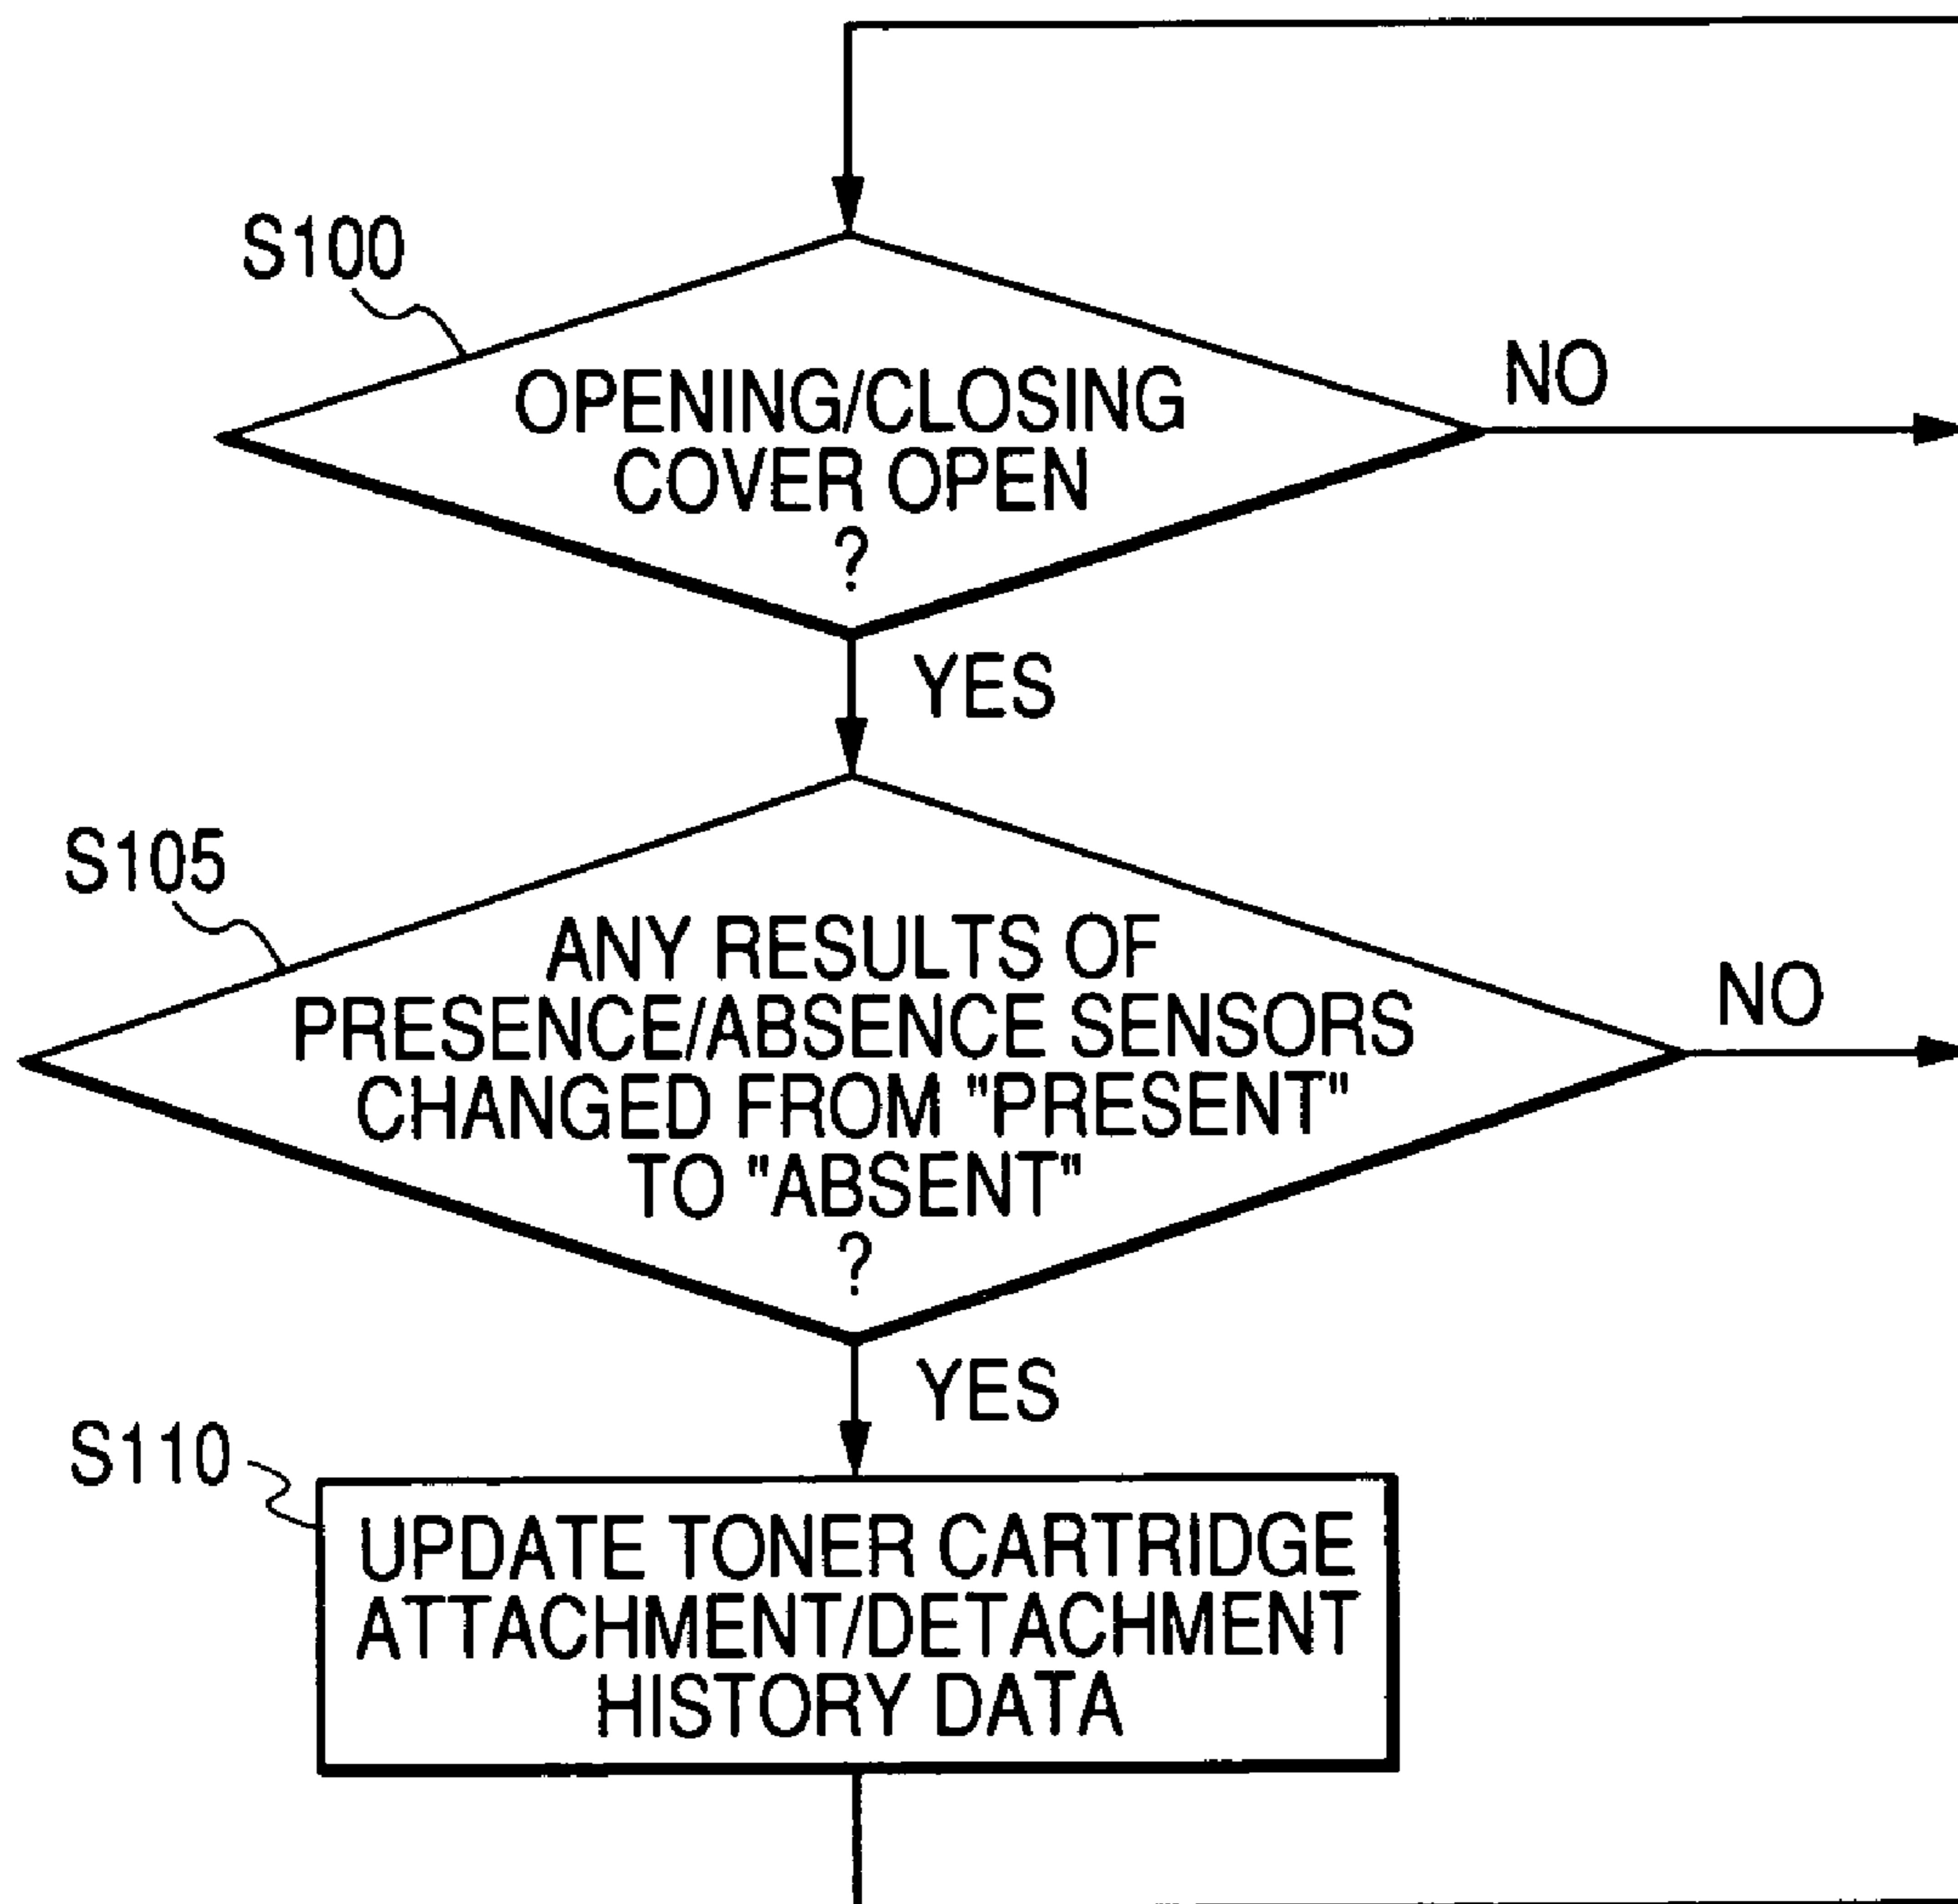 S100
OPENING/CLOSING
COVER OPEN
?
NO
YES
S105
ANY RESULTS OF
PRESENCE/ABSENCE SENSORS
CHANGED FROM "PRESENT"
TO "ABSENT"
?
NO
YES
S110
UPDATE TONER CARTRIDGE
ATTACHMENT/DETACHMENT
HISTORY DATA